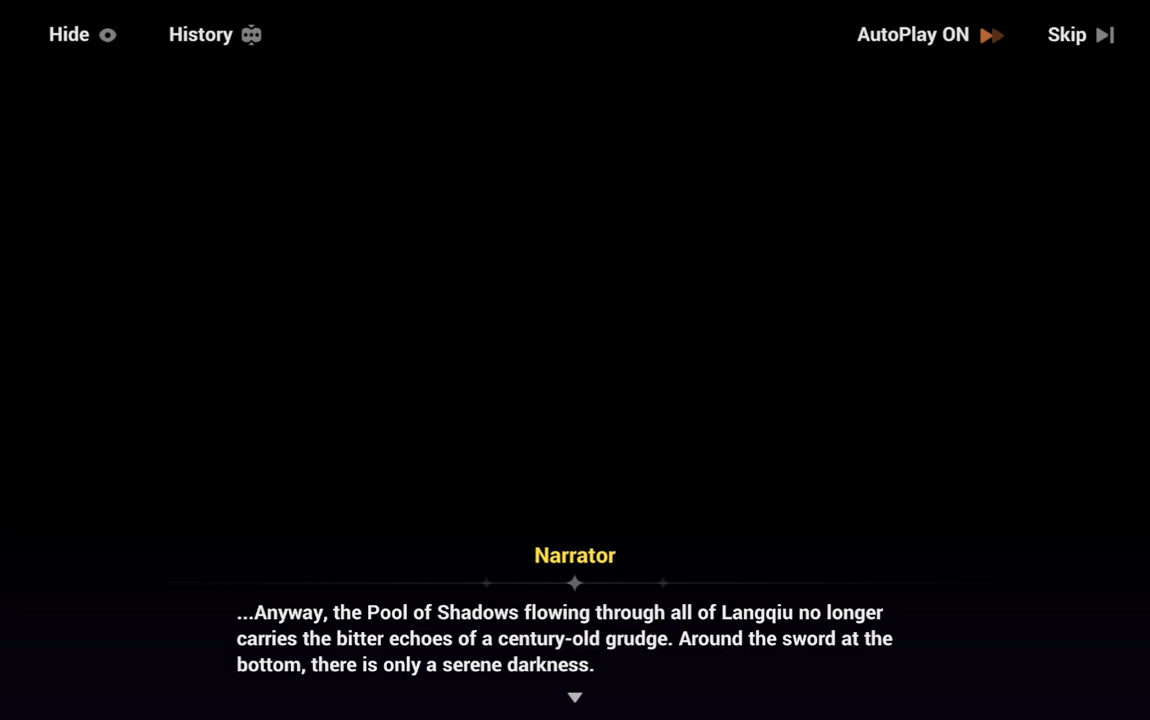 Hide
History
AutoPlay ON
Skip
Narrator
...Anyway, the Pool of Shadows flowing through all of Langqiu no longer
carries the bitter echoes of a century-old grudge. Around the sword at the
bottom, there is only a serene darkness.